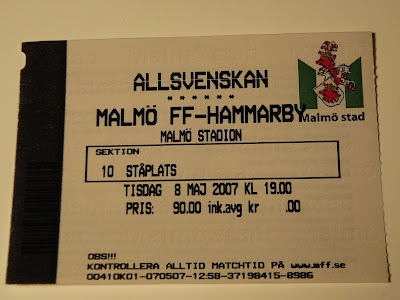 ALLSVENSKAN
******
MALMÖ FF-HAMMARBY
Malmö stad
MALMÖ STADION
SEKTION
10 STÅPLATS
TISDAG 8 MAJ 2007 KL 19.00
PRIS: 90.00 ink.avg kr .00
OBS!!!
KONTROLLERA ALLTID MATCHTID PÅ www.mff.se
00410K01-070507-12:58-37198415-8986